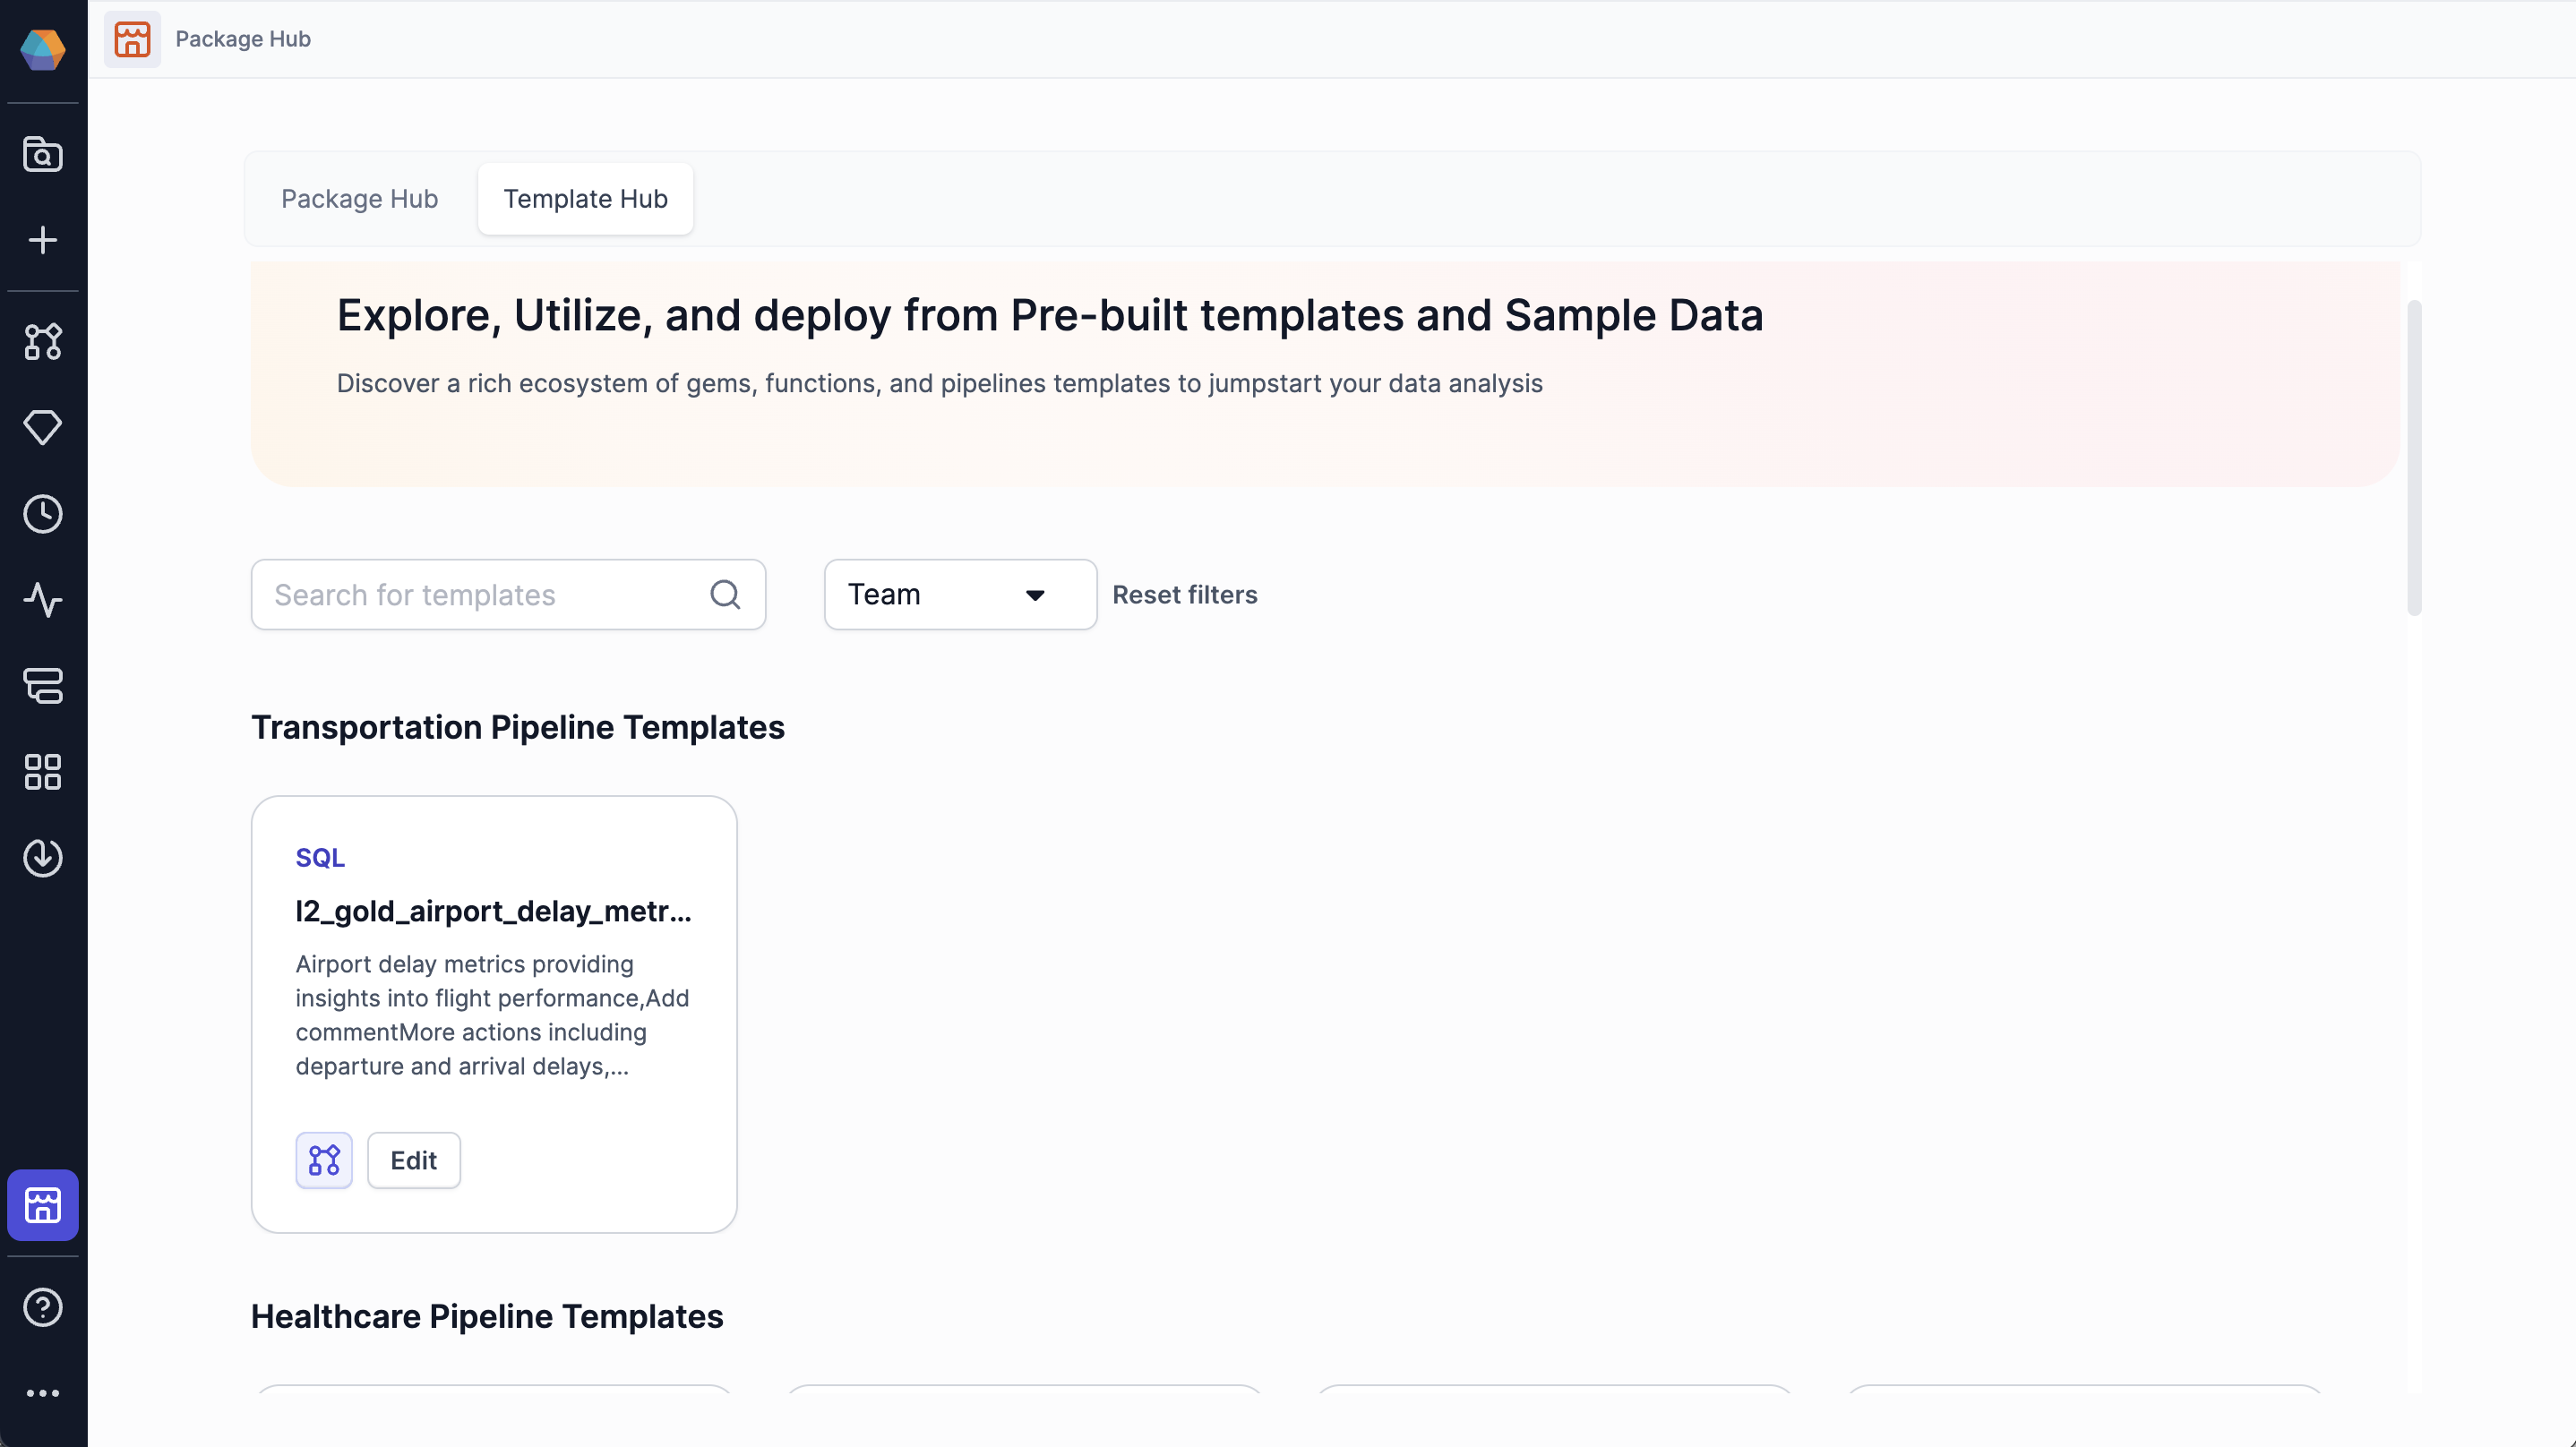 Package Hub
Package Hub
Template Hub
Explore, Utilize, and deploy from Pre-built templates and Sample Data
Discover a rich ecosystem of gems, functions, and pipelines templates to jumpstart your data analysis
Search for templates
Team
Reset filters
Transportation Pipeline Templates
SQL
l2_gold_airport_delay_metr...
Airport delay metrics providing
insights into flight performance,Add
commentMore actions including
departure and arrival delays,...
Edit
Healthcare Pipeline Templates